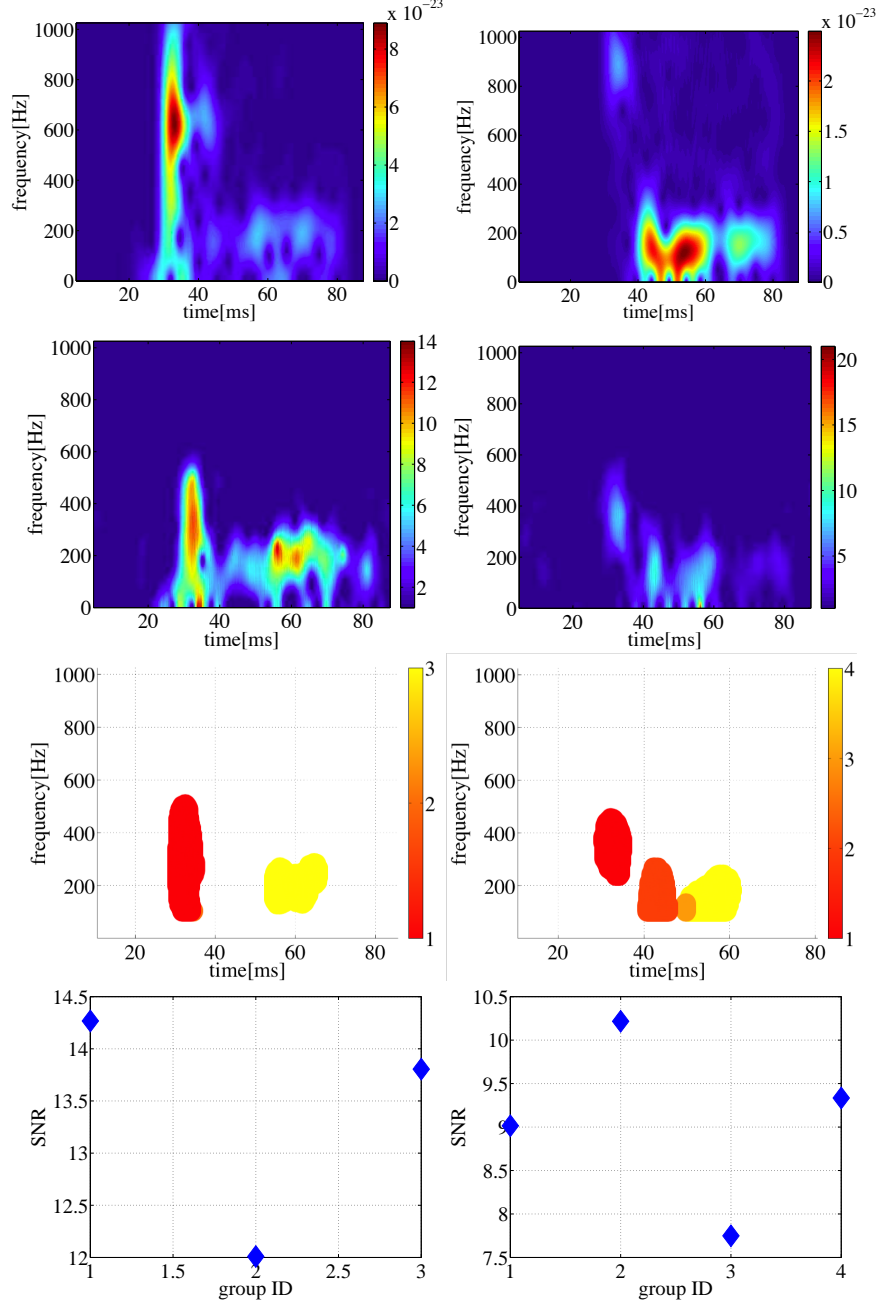 x 10⁻²³
1000
800
600
400
200
0
frequency[Hz]
20 40 60 80
time[ms]
8
6
4
2
0
x 10⁻²³
1000
800
600
400
200
0
frequency[Hz]
20 40 60 80
time[ms]
2.5
2
1.5
1
0.5
0
1000
800
600
400
200
0
frequency[Hz]
20 40 60 80
time[ms]
14
12
10
8
6
4
2
1000
800
600
400
200
0
frequency[Hz]
20 40 60 80
time[ms]
20
15
10
5
1000
800
600
400
200
frequency[Hz]
20 40 60 80
time[ms]
3
2
1
1000
800
600
400
200
frequency[Hz]
20 40 60 80
time[ms]
4
3
2
1
14.5
14
13.5
13
12.5
12
SNR
1 1.5 2 2.5 3
group ID
10.5
10
9.5
9
8.5
8
7.5
SNR
1 2 3 4
group ID